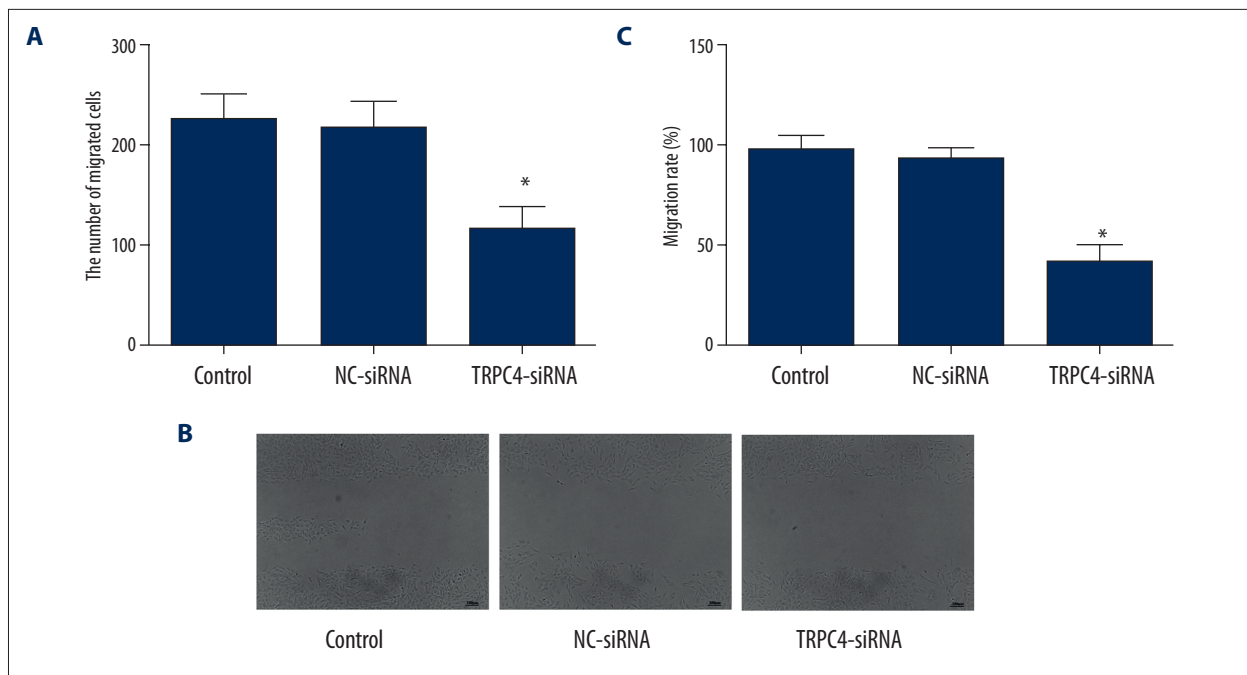 A
The number of migrated cells
300
200
100
0
*
Control NC-siRNA TRPC4-siRNA
C
Migration rate (%)
150
100
50
0
*
Control NC-siRNA TRPC4-siRNA
B
Control NC-siRNA TRPC4-siRNA